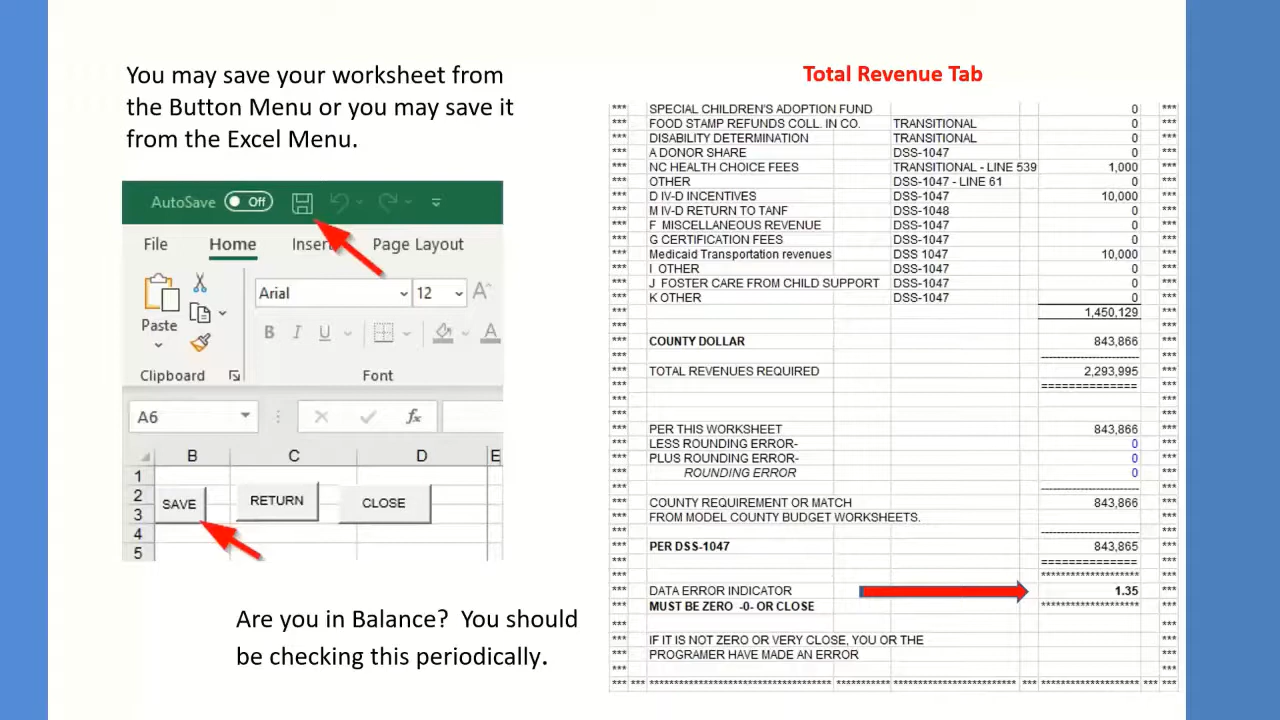 You may save your worksheet from
the Button Menu or you may save it
from the Excel Menu.
AutoSave Off
File Home Insert Page Layout
Paste
Arial 12 A
B I U A
Clipboard Font
A6 fx
B C D E
1
2
3
4
5
SAVE RETURN CLOSE
Are you in Balance? You should
be checking this periodically.
Total Revenue Tab
*** SPECIAL CHILDREN'S ADOPTION FUND 0 ***
*** FOOD STAMP REFUNDS COLL. IN CO. TRANSITIONAL 0 ***
*** DISABILITY DETERMINATION TRANSITIONAL 0 ***
*** A DONOR SHARE DSS-1047 0 ***
*** NC HEALTH CHOICE FEES TRANSITIONAL - LINE 539 1,000 ***
*** OTHER DSS-1047 - LINE 61 0 ***
*** D IV-D INCENTIVES DSS-1047 10,000 ***
*** M IV-D RETURN TO TANF DSS-1048 0 ***
*** F MISCELLANEOUS REVENUE DSS-1047 0 ***
*** G CERTIFICATION FEES DSS-1047 0 ***
*** Medicaid Transportation revenues DSS 1047 10,000 ***
*** I OTHER DSS-1047 0 ***
*** J FOSTER CARE FROM CHILD SUPPORT DSS-1047 0 ***
*** K OTHER DSS-1047 0 ***
*** 1,450,129 ***
*** ***
*** COUNTY DOLLAR 843,866 ***
*** ---------------------- ***
*** TOTAL REVENUES REQUIRED 2,293,995 ***
*** ============== ***
*** ***
*** ***
*** PER THIS WORKSHEET 843,866 ***
*** LESS ROUNDING ERROR- 0 ***
*** PLUS ROUNDING ERROR- 0 ***
*** ROUNDING ERROR 0 ***
*** ---------------------- ***
*** COUNTY REQUIREMENT OR MATCH 843,866 ***
*** FROM MODEL COUNTY BUDGET WORKSHEETS. ***
*** ---------------------- ***
*** PER DSS-1047 843,865 ***
*** ============== ***
*** ********************* ***
*** DATA ERROR INDICATOR 1.35 ***
*** MUST BE ZERO -0- OR CLOSE ********************* ***
*** ***
*** IF IT IS NOT ZERO OR VERY CLOSE, YOU OR THE ***
*** PROGRAMER HAVE MADE AN ERROR ***
*** ***
*** *** **************************************** *********** *************************** *** ********************* *** ***